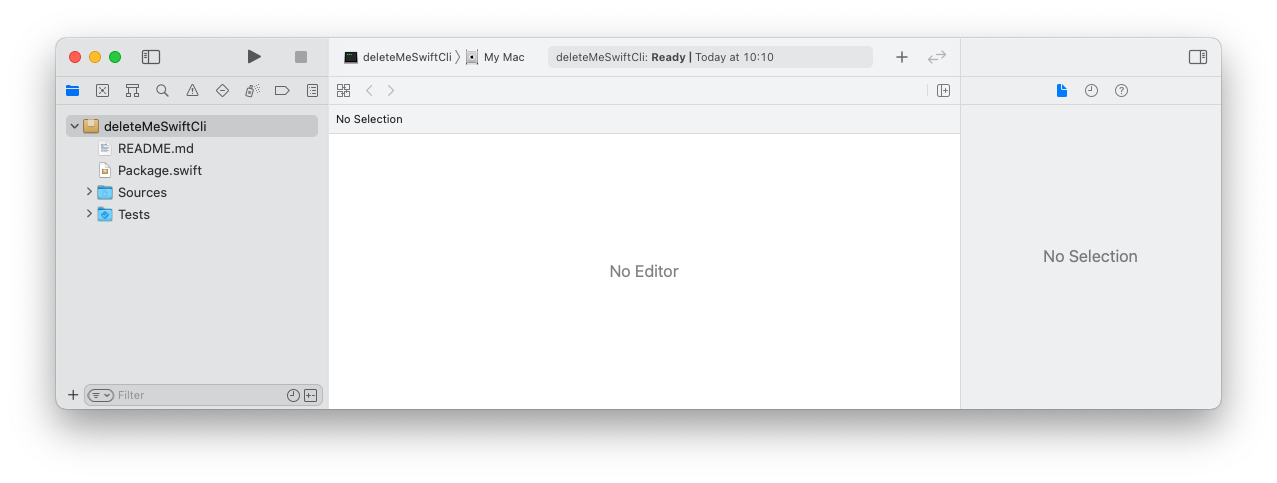 deleteMeSwiftCli
My Mac
deleteMeSwiftCli: Ready | Today at 10:10
deleteMeSwiftCli
README.md
Package.swift
Sources
Tests
Filter
No Selection
No Editor
No Selection